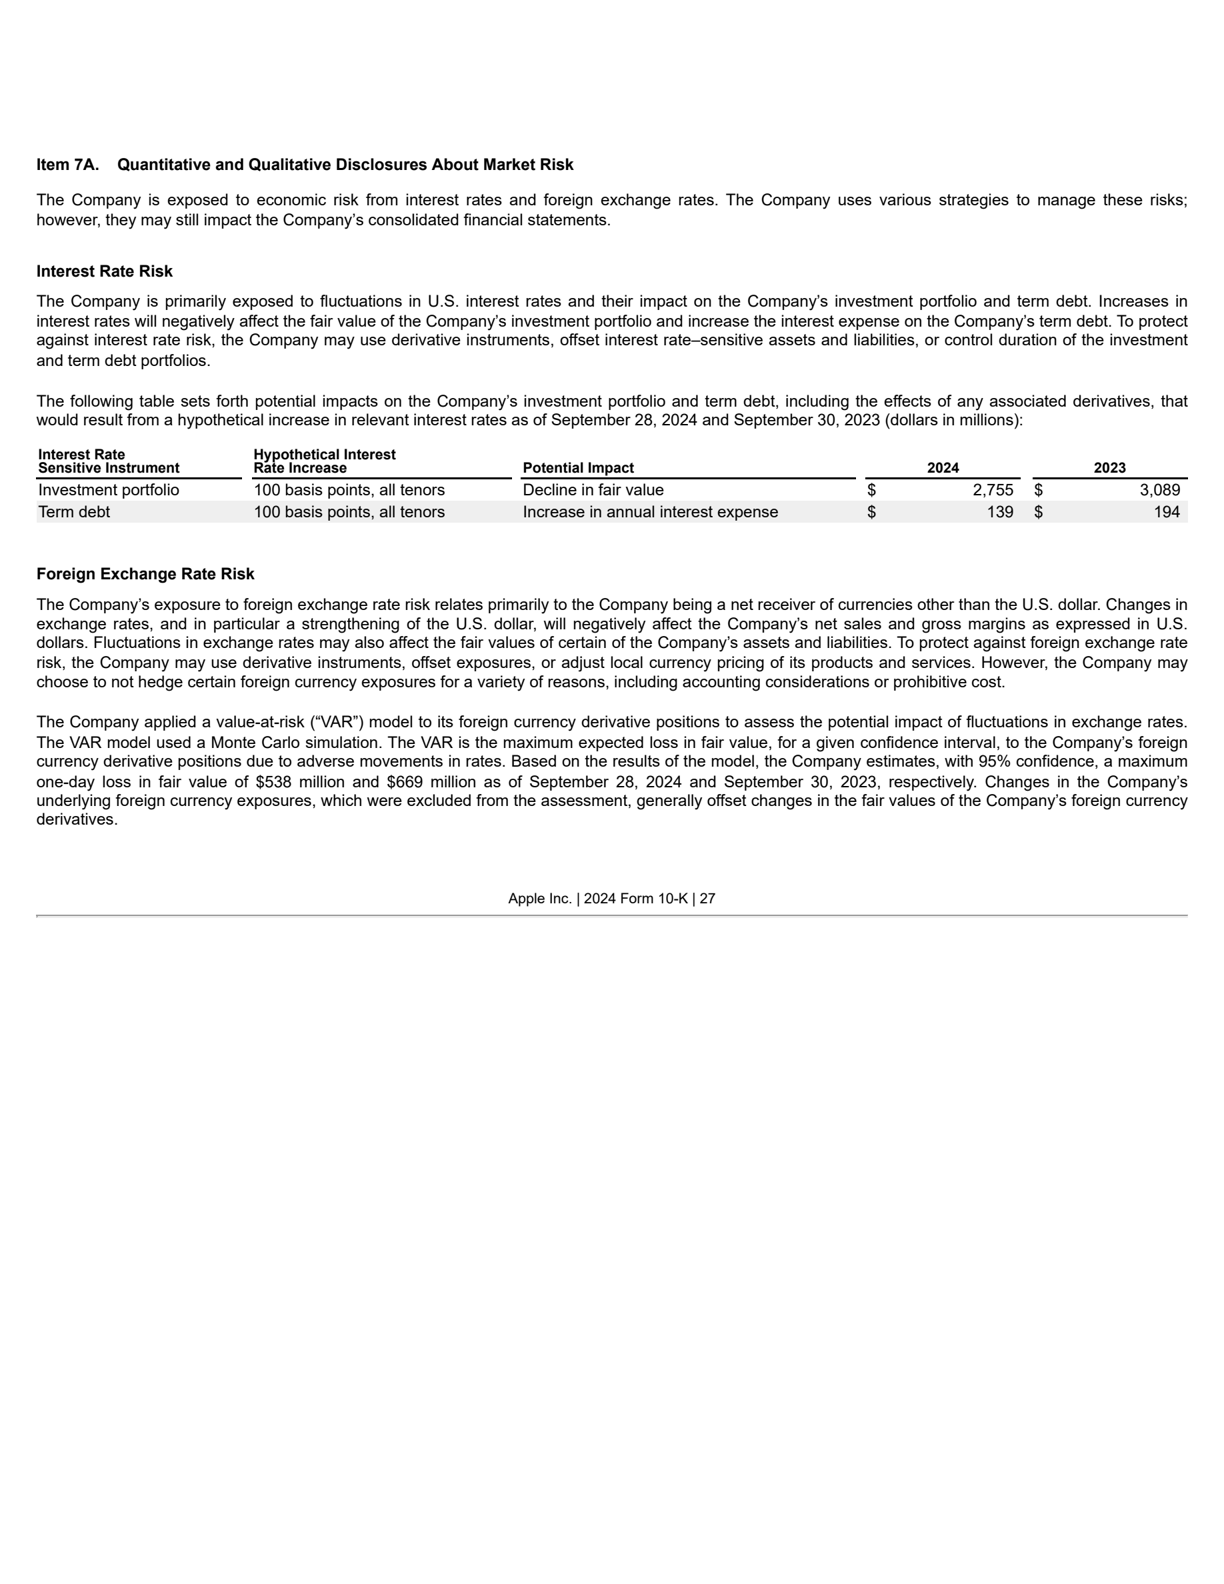 Item 7A. Quantitative and Qualitative Disclosures About Market Risk
The Company is exposed to economic risk from interest rates and foreign exchange rates. The Company uses various strategies to manage these risks;
however, they may still impact the Company’s consolidated financial statements.
Interest Rate Risk
The Company is primarily exposed to fluctuations in U.S. interest rates and their impact on the Company’s investment portfolio and term debt. Increases in
interest rates will negatively affect the fair value of the Company’s investment portfolio and increase the interest expense on the Company’s term debt. To protect
against interest rate risk, the Company may use derivative instruments, offset interest rate–sensitive assets and liabilities, or control duration of the investment
and term debt portfolios.
The following table sets forth potential impacts on the Company’s investment portfolio and term debt, including the effects of any associated derivatives, that
would result from a hypothetical increase in relevant interest rates as of September 28, 2024 and September 30, 2023 (dollars in millions):
Interest Rate Hypothetical Interest
Sensitive Instrument Rate Increase Potential Impact 2024 2023
Investment portfolio 100 basis points, all tenors Decline in fair value $ 2,755 $ 3,089
Term debt 100 basis points, all tenors Increase in annual interest expense $ 139 $ 194
Foreign Exchange Rate Risk
The Company’s exposure to foreign exchange rate risk relates primarily to the Company being a net receiver of currencies other than the U.S. dollar. Changes in
exchange rates, and in particular a strengthening of the U.S. dollar, will negatively affect the Company’s net sales and gross margins as expressed in U.S.
dollars. Fluctuations in exchange rates may also affect the fair values of certain of the Company’s assets and liabilities. To protect against foreign exchange rate
risk, the Company may use derivative instruments, offset exposures, or adjust local currency pricing of its products and services. However, the Company may
choose to not hedge certain foreign currency exposures for a variety of reasons, including accounting considerations or prohibitive cost.
The Company applied a value-at-risk (“VAR”) model to its foreign currency derivative positions to assess the potential impact of fluctuations in exchange rates.
The VAR model used a Monte Carlo simulation. The VAR is the maximum expected loss in fair value, for a given confidence interval, to the Company’s foreign
currency derivative positions due to adverse movements in rates. Based on the results of the model, the Company estimates, with 95% confidence, a maximum
one-day loss in fair value of $538 million and $669 million as of September 28, 2024 and September 30, 2023, respectively. Changes in the Company’s
underlying foreign currency exposures, which were excluded from the assessment, generally offset changes in the fair values of the Company’s foreign currency
derivatives.
Apple Inc. | 2024 Form 10-K | 27